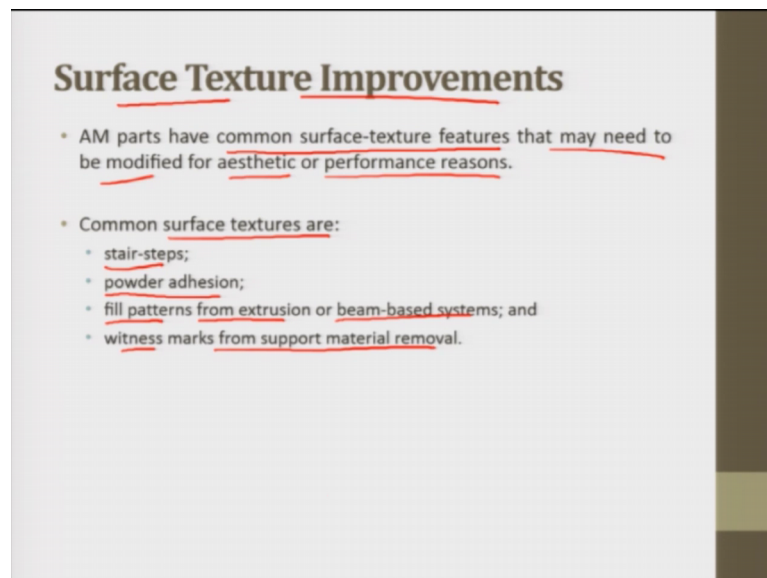 Surface Texture Improvements
• AM parts have common surface-texture features that may need to
be modified for aesthetic or performance reasons.
• Common surface textures are:
• stair-steps;
• powder adhesion;
• fill patterns from extrusion or beam-based systems; and
• witness marks from support material removal.